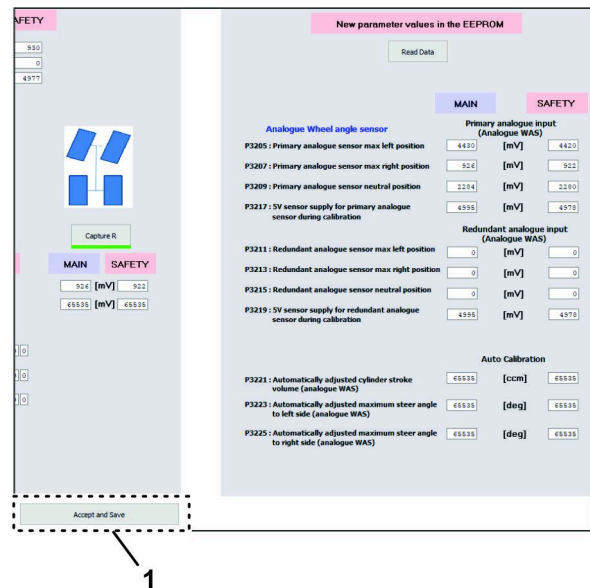 AFETY
930
0
4977
Capture R
MAIN SAFETY
926 [mV] 922
65535 [mV] 65535
0
0
0
Accept and Save
1
New parameter values in the EEPROM
Read Data
MAIN SAFETY
Analogue Wheel angle sensor
Primary analogue input
(Analogue WAS)
P3205 : Primary analogue sensor max left position 4430 [mV] 4420
P3207 : Primary analogue sensor max right position 926 [mV] 922
P3209 : Primary analogue sensor neutral position 2284 [mV] 2280
P3217 : 5V sensor supply for primary analogue 4995 [mV] 4978
sensor during calibration
Redundant analogue input
(Analogue WAS)
P3211 : Redundant analogue sensor max left position 0 [mV] 0
P3213 : Redundant analogue sensor max right position 0 [mV] 0
P3215 : Redundant analogue sensor neutral position 0 [mV] 0
P3219 : 5V sensor supply for redundant analogue 4995 [mV] 4978
sensor during calibration
Auto Calibration
P3221 : Automatically adjusted cylinder stroke 65535 [ccm] 65535
volume (analogue WAS)
P3223 : Automatically adjusted maximum steer angle 65535 [deg] 65535
to left side (analogue WAS)
P3225 : Automatically adjusted maximum steer angle 65535 [deg] 65535
to right side (analogue WAS)